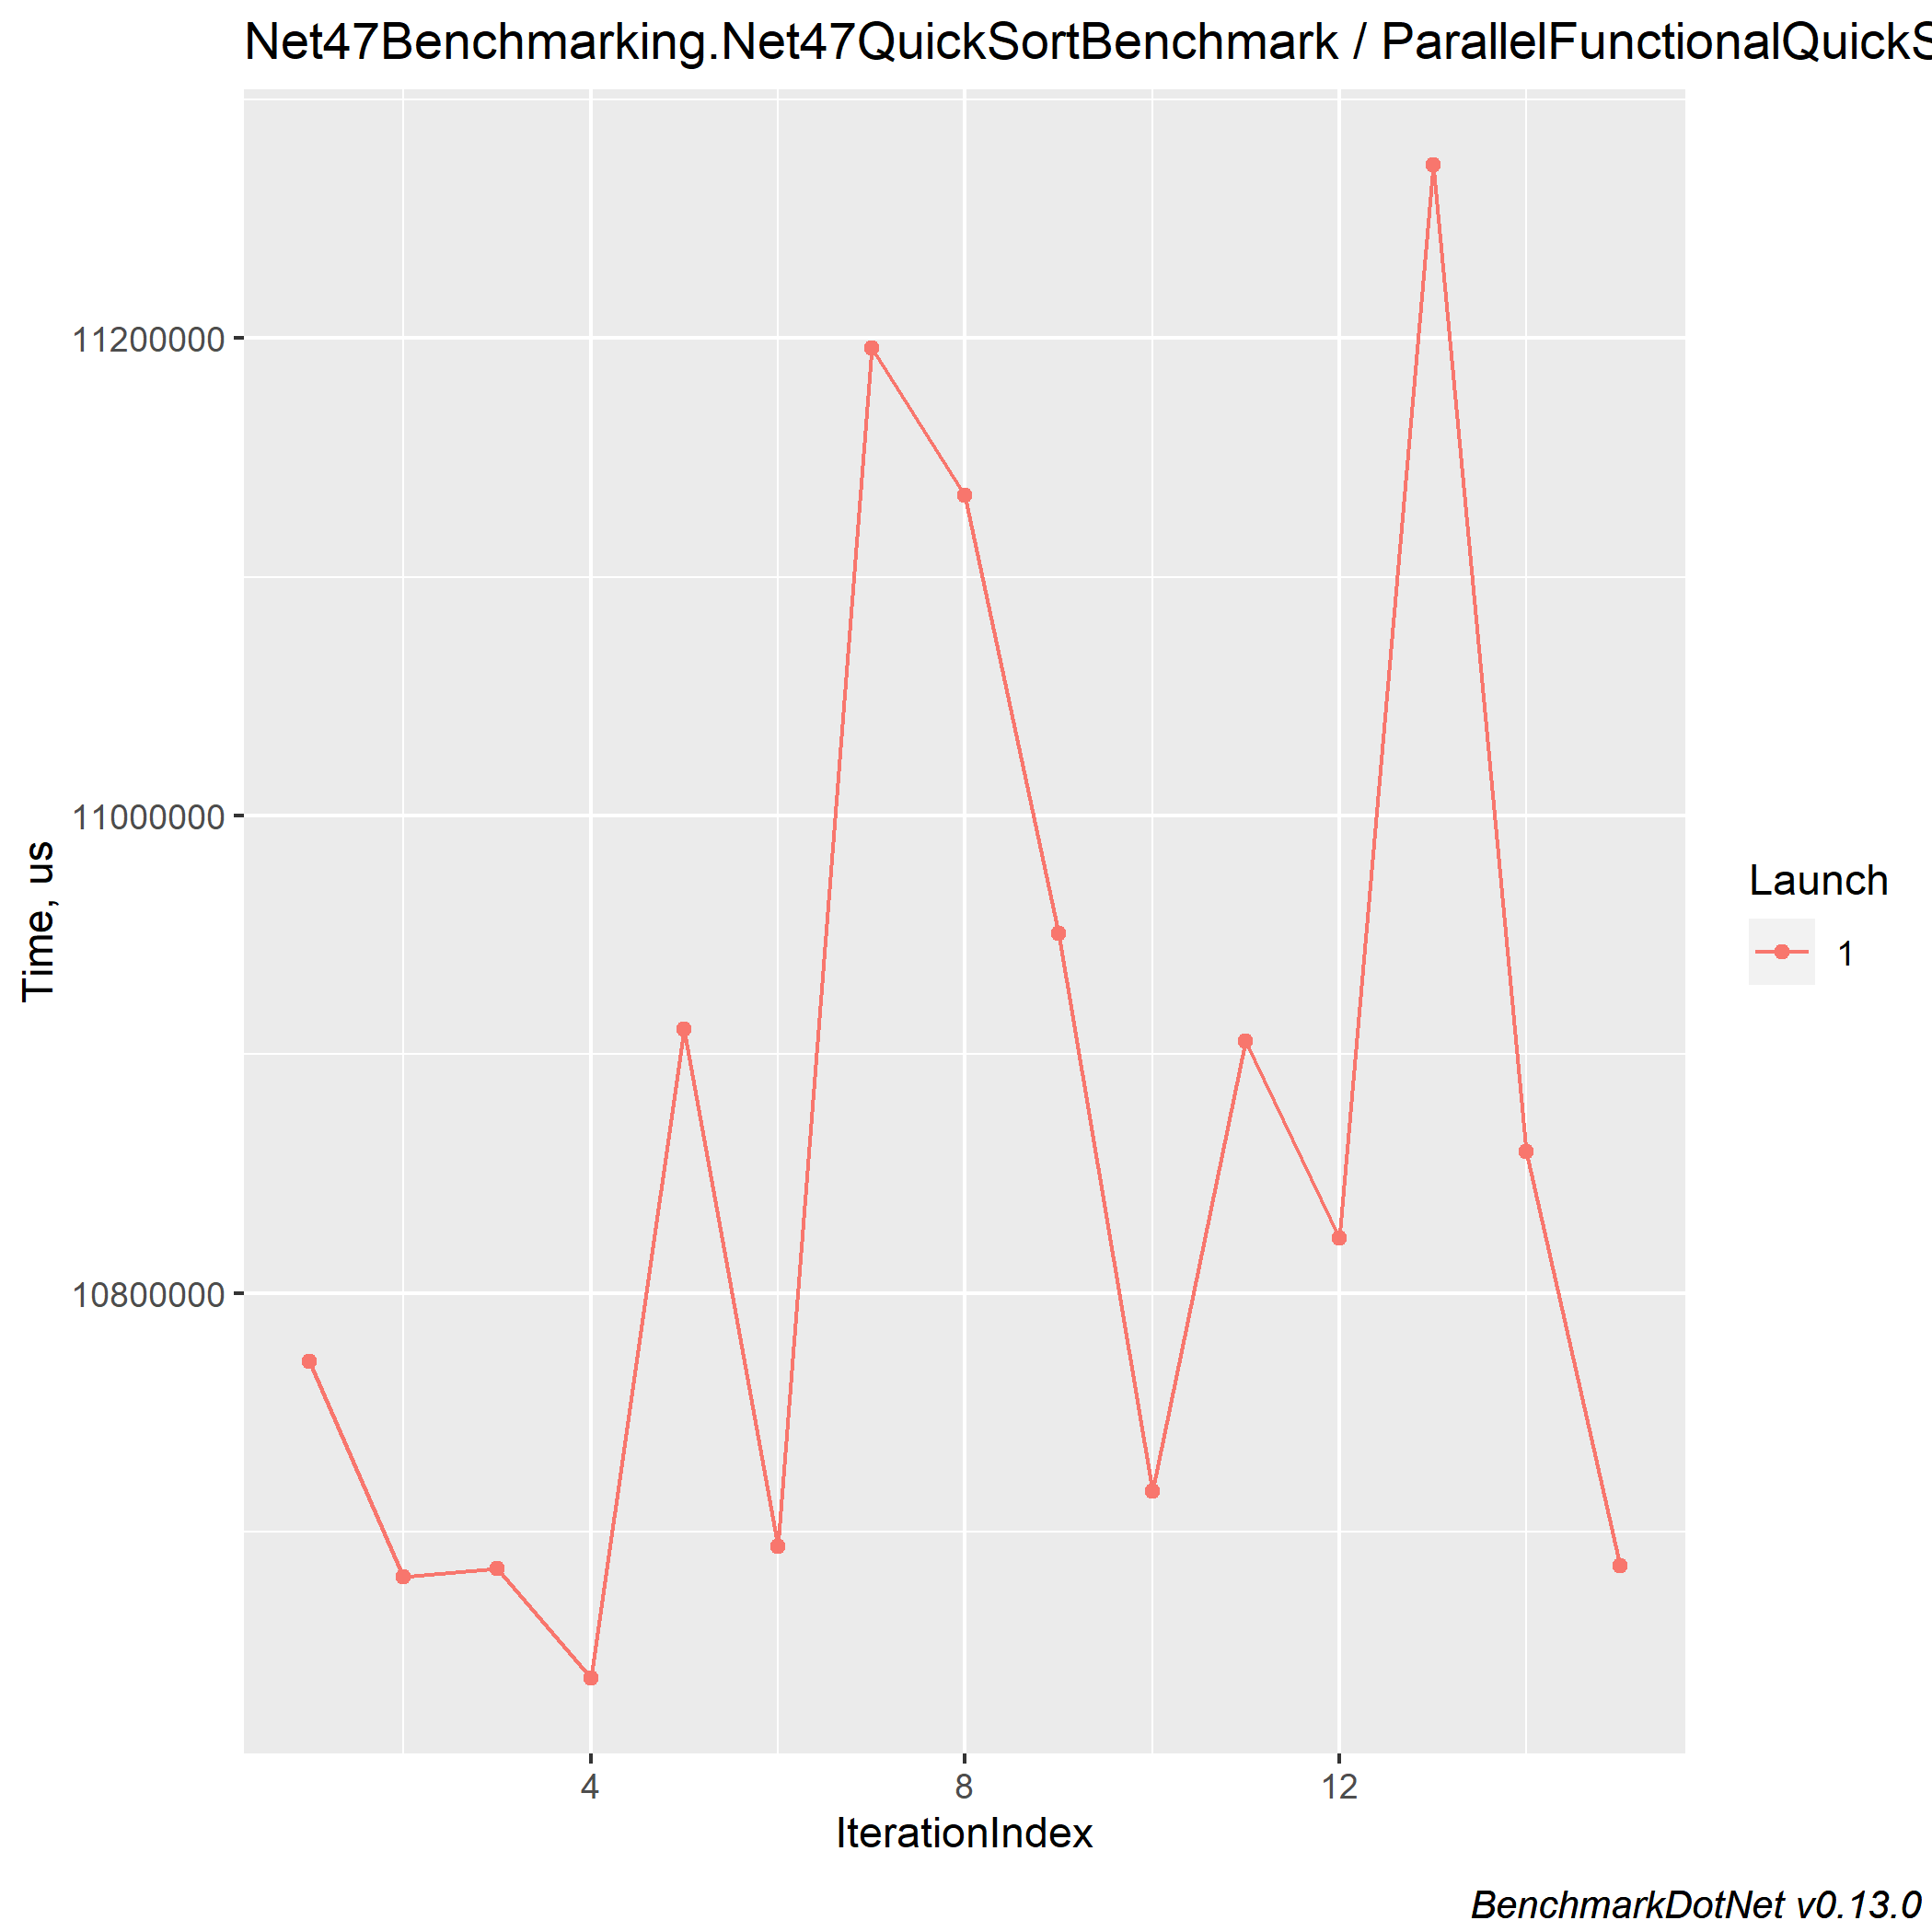 Net47Benchmarking.Net47QuickSortBenchmark / ParallelFunctionalQuickS
11200000
11000000
10800000
Time, us
4 8 12
IterationIndex
Launch
1
BenchmarkDotNet v0.13.0